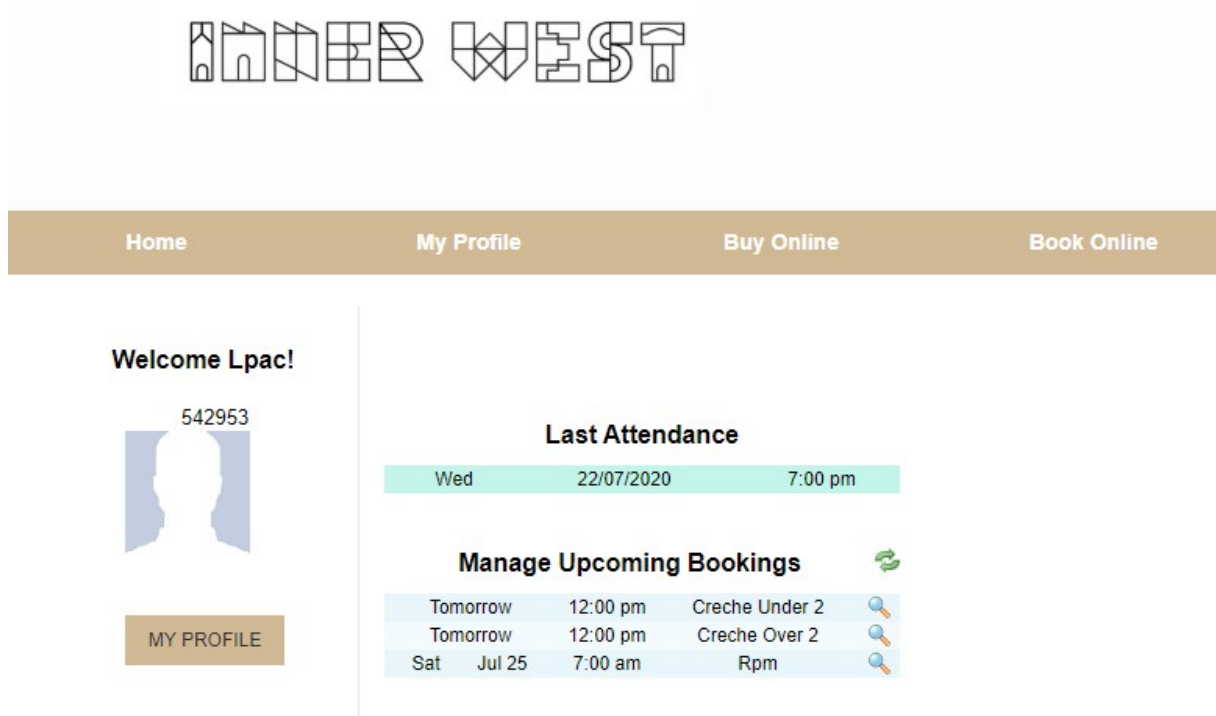 INNER WEST
Home My Profile Buy Online Book Online
Welcome Lpac!
542953
MY PROFILE
Last Attendance
Wed 22/07/2020 7:00 pm
Manage Upcoming Bookings
Tomorrow 12:00 pm Creche Under 2
Tomorrow 12:00 pm Creche Over 2
Sat Jul 25 7:00 am Rpm